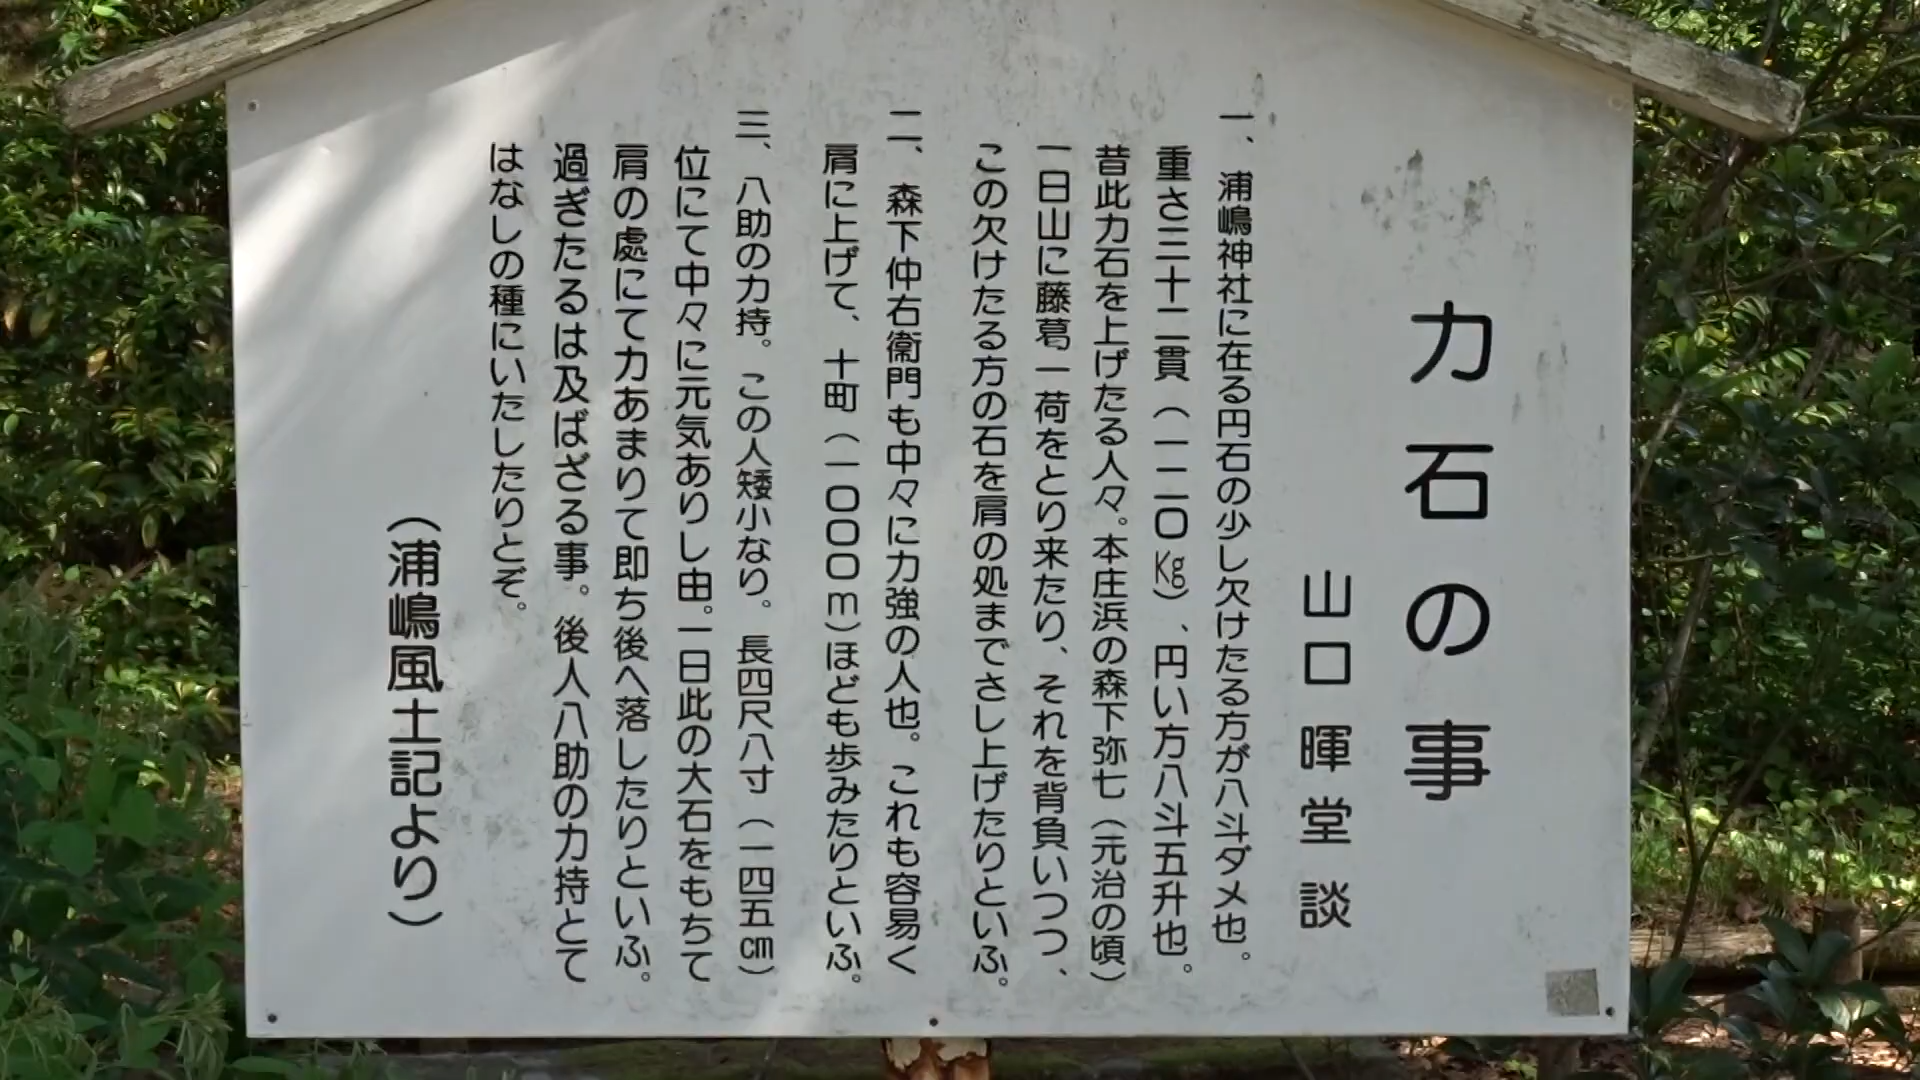 力石の事
山口暉堂談
一、浦嶋神社に在る円石の少し欠けたる方が八斗ダメ也。
重さ三十二貫（一二〇㎏）、円い方八斗五升也。
昔此力石を上げたる人々。本庄浜の森下弥七（元治の頃）
一日山に藤葛一荷をとり来たり、それを背負いつつ、
この欠けたる方の石を肩の処までさし上げたりといふ。
二、森下仲右衞門も中々に力強の人也。これも容易く
肩に上げて、十町（一〇〇〇ｍ）ほども歩みたりといふ。
三、八助の力持。この人矮小なり。長四尺八寸（一四五㎝）
位にて中々に元気ありし由。一日此の大石をもちて
肩の處にて力あまりて即ち後へ落したりといふ。
過ぎたるは及ばざる事。後人八助の力持とて
はなしの種にいたしたりとぞ。
（浦嶋風土記より）